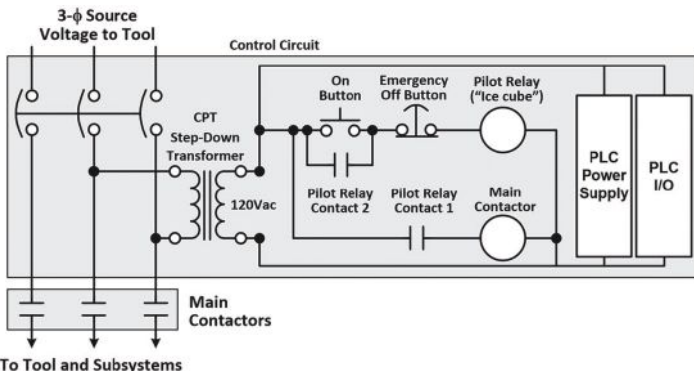 3-ϕ Source
Voltage to Tool
Control Circuit
On
Button
Emergency
Off Button
Pilot Relay
("Ice cube")
CPT
Step-Down
Transformer
120Vac
Pilot Relay
Contact 2
Pilot Relay
Contact 1
Main
Contactor
PLC
Power
Supply
PLC
I/O
Main
Contactors
To Tool and Subsystems